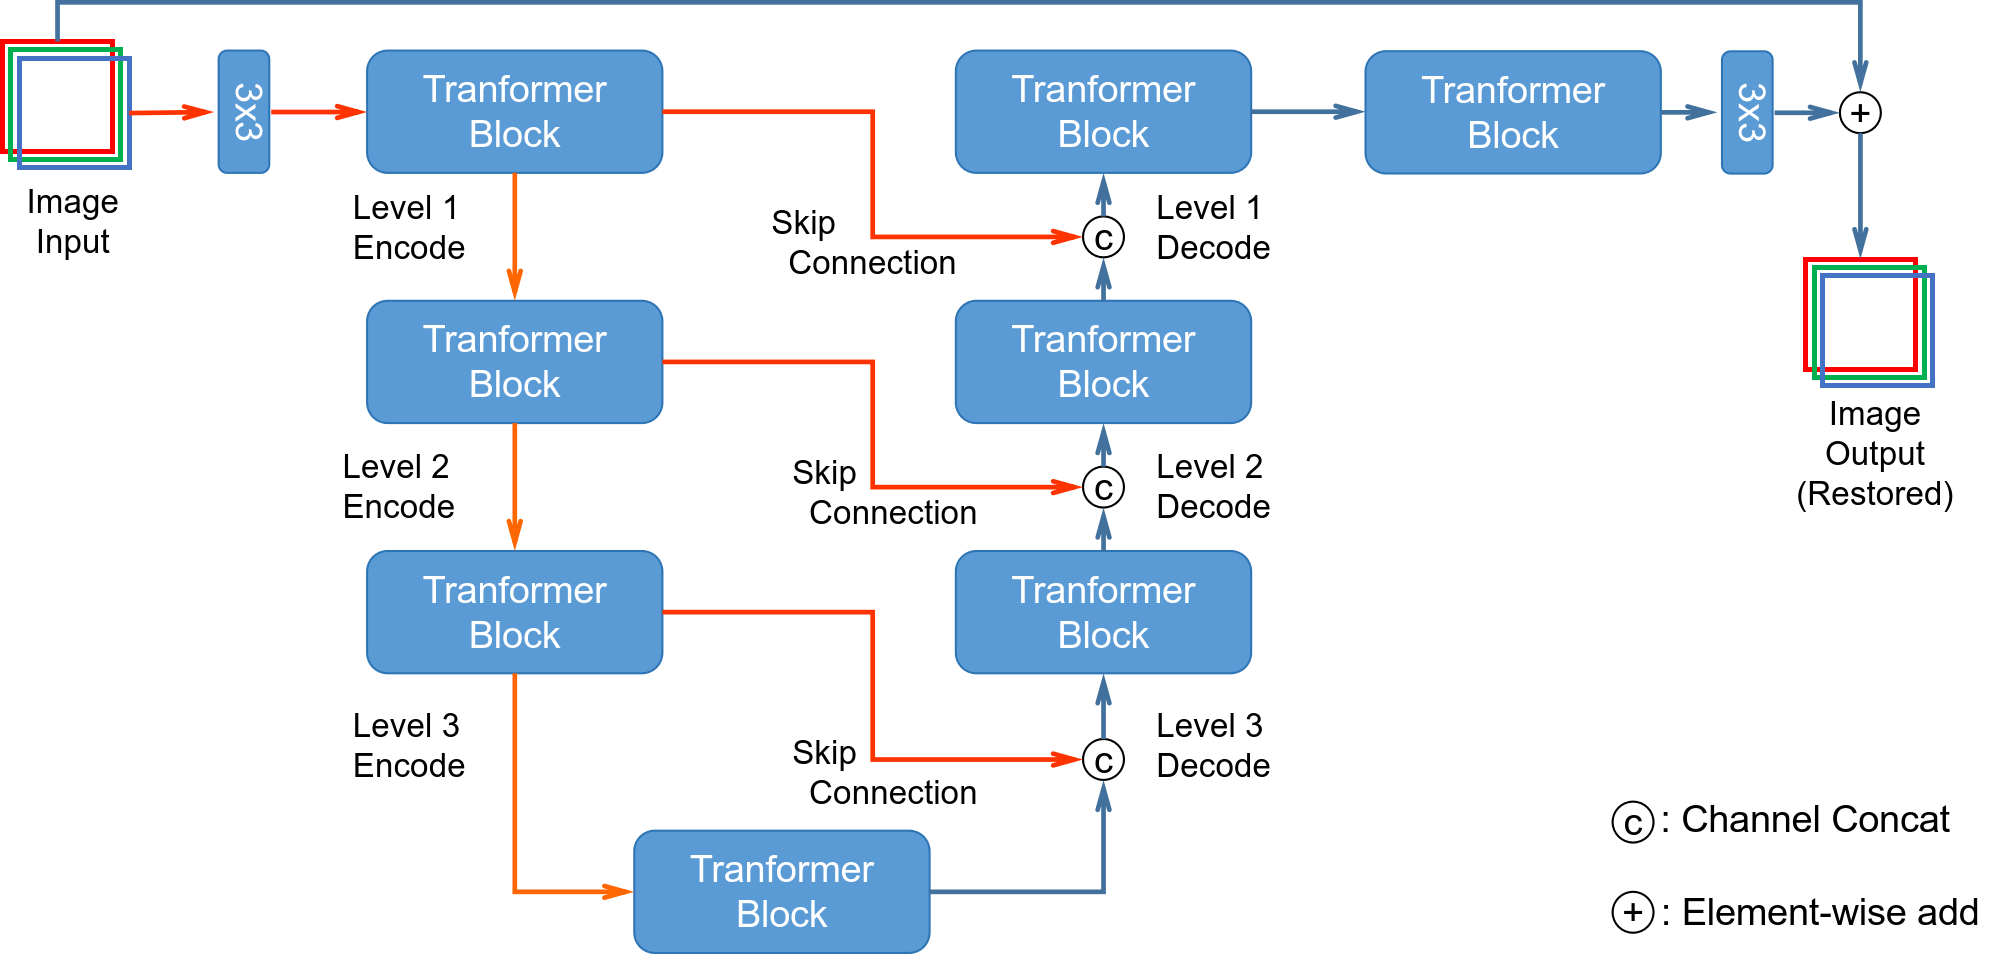 Image
Input
3x3
Tranformer
Block
Level 1
Encode
Skip
Connection
Tranformer
Block
Level 1
Decode
Tranformer
Block
3x3
+
Image
Output
(Restored)
c
Tranformer
Block
Level 2
Encode
Skip
Connection
Tranformer
Block
c
Level 2
Decode
Tranformer
Block
Level 3
Encode
Skip
Connection
Tranformer
Block
c
Level 3
Decode
Tranformer
Block
c : Channel Concat
+ : Element-wise add